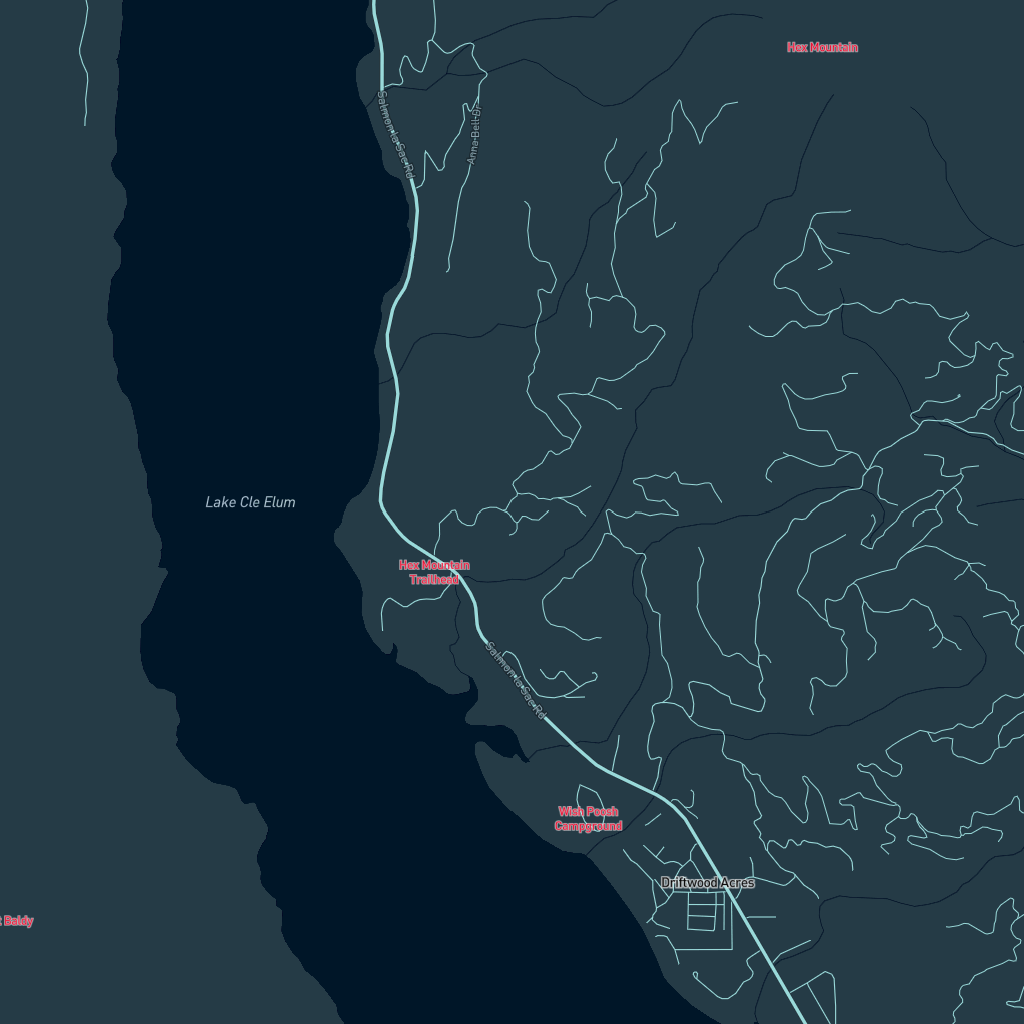 Hex Mountain
Salmon la Sac Rd
Anna Bell Dr
Lake Cle Elum
Hex Mountain
Trailhead
Salmon la Sac Rd
Wish Poosh
Campground
Driftwood Acres
t Baldy